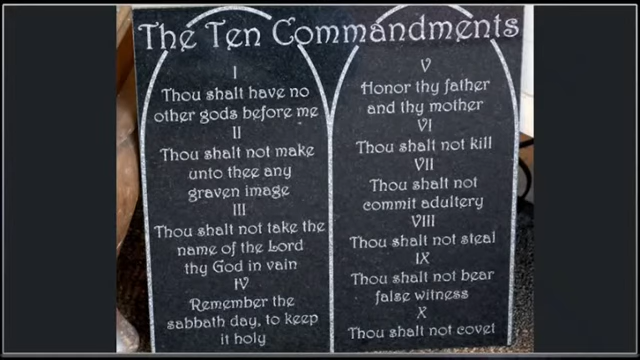 The Ten Commandments
I
Thou shalt have no
other gods before me
II
Thou shalt not make
unto thee any
graven image
III
Thou shalt not take the
name of the Lord
thy God in vain
IV
Remember the
sabbath day, to keep
it holy
V
Honor thy father
and thy mother
VI
Thou shalt not kill
VII
Thou shalt not
commit adultery
VIII
Thou shalt not steal
IX
Thou shalt not bear
false witness
X
Thou shalt not covet